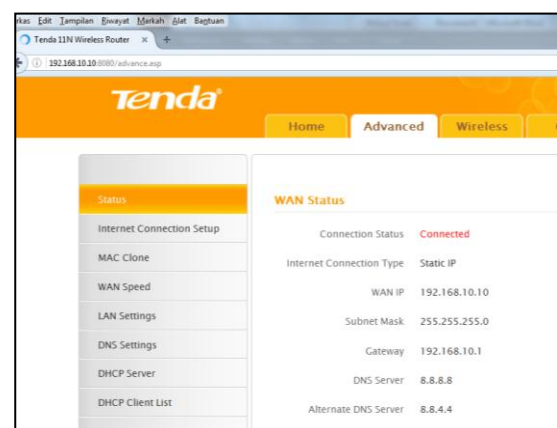 rkas Edit Tampilan Riwayat Markah Alat Bantuan
Tenda 11N Wireless Router × +
192.168.10.10:8080/advance.asp
Tenda®
Home Advanced Wireless
Status
WAN Status
Internet Connection Setup
Connection Status Connected
MAC Clone
Internet Connection Type Static IP
WAN Speed
WAN IP 192.168.10.10
LAN Settings
Subnet Mask 255.255.255.0
DNS Settings
Gateway 192.168.10.1
DHCP Server
DNS Server 8.8.8.8
DHCP Client List
Alternate DNS Server 8.8.4.4